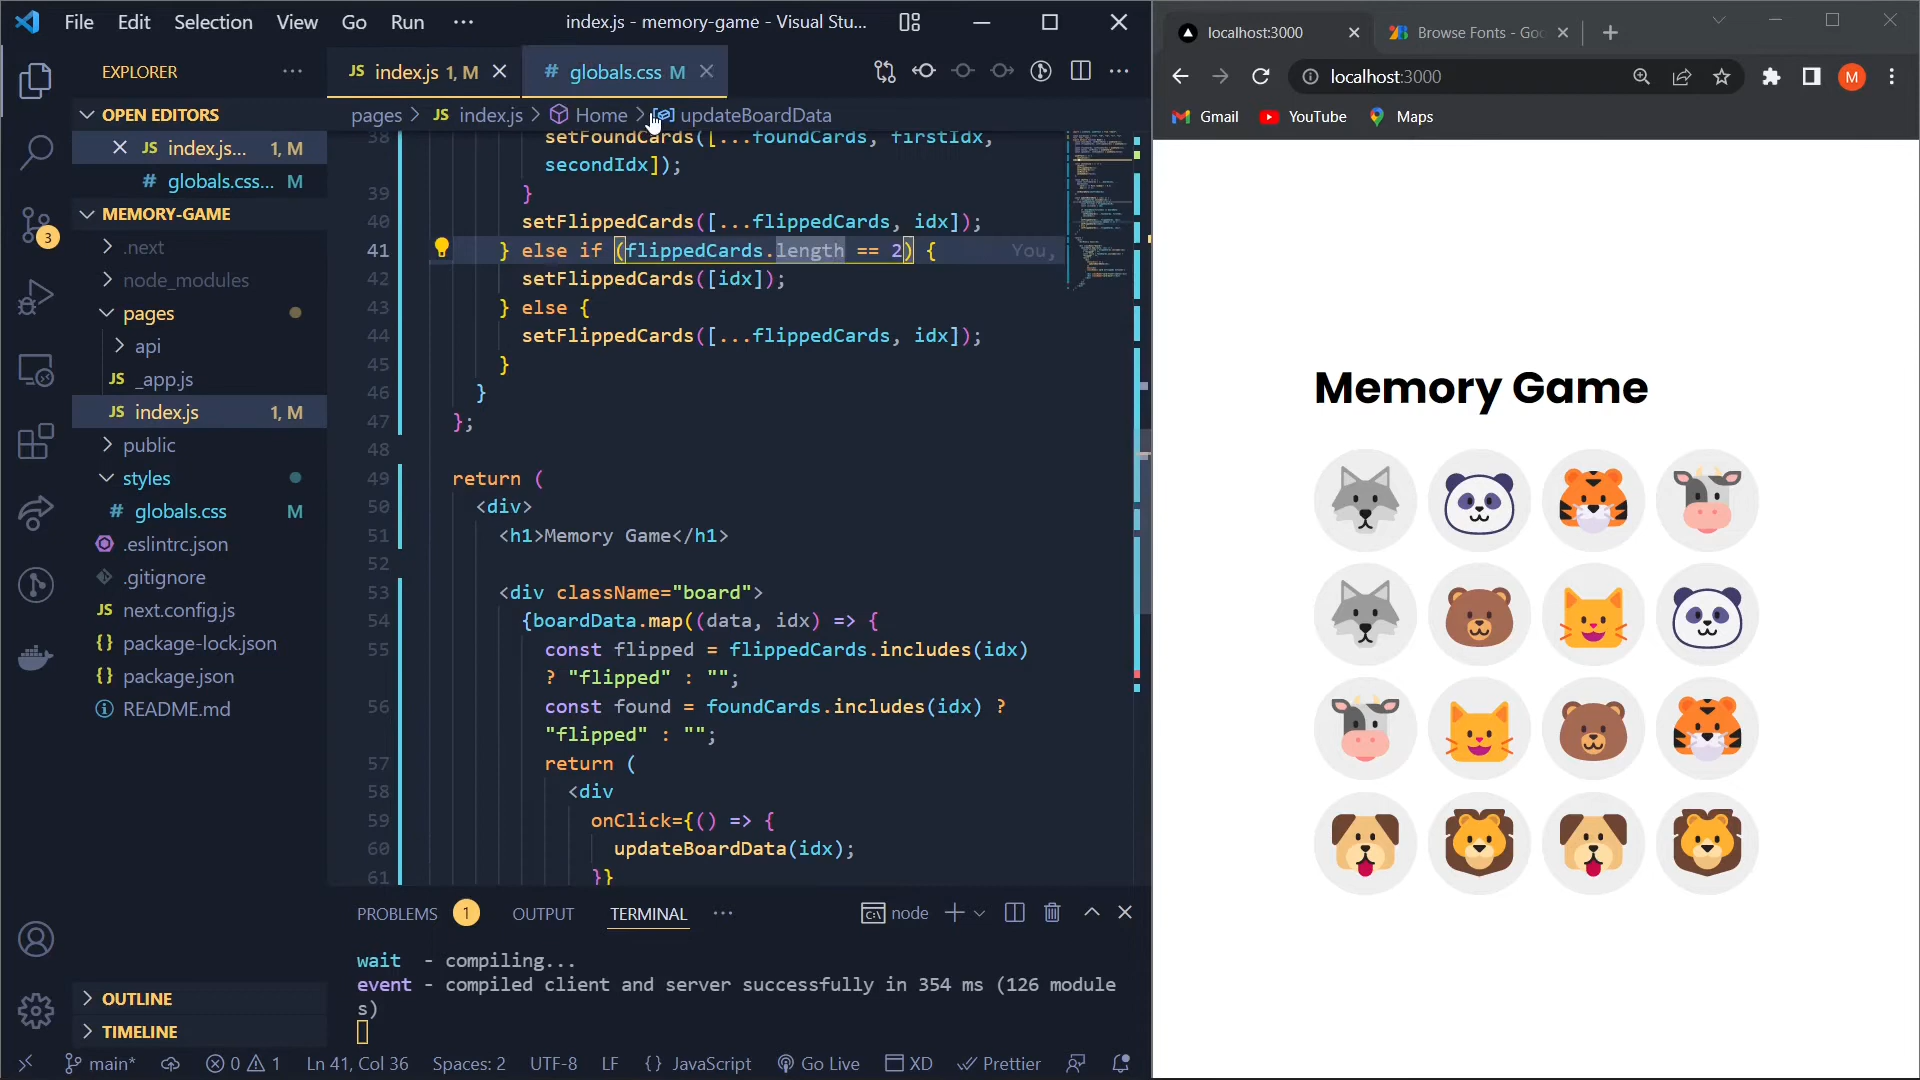 File Edit Selection View Go Run ··· index.js - memory-game - Visual Stu...
EXPLORER ···
OPEN EDITORS
JS index.js... 1, M
# globals.css... M
MEMORY-GAME
.next
node_modules
pages
api
JS _app.js
JS index.js 1, M
public
styles
# globals.css M
.eslintrc.json
.gitignore
JS next.config.js
{} package-lock.json
{} package.json
README.md
OUTLINE
TIMELINE
3
JS index.js 1, M
# globals.css M
pages > JS index.js > Home > updateBoardData
38 setFoundCards([...foundCards, firstIdx,
secondIdx]);
39 }
40 setFlippedCards([...flippedCards, idx]);
41 } else if (flippedCards.length == 2) { You,
42 setFlippedCards([idx]);
43 } else {
44 setFlippedCards([...flippedCards, idx]);
45 }
46 }
47 };
48
49 return (
50 <div>
51 <h1>Memory Game</h1>
52
53 <div className="board">
54 {boardData.map((data, idx) => {
55 const flipped = flippedCards.includes(idx)
? "flipped" : "";
56 const found = foundCards.includes(idx) ?
"flipped" : "";
57 return (
58 <div
59 onClick={() => {
60 updateBoardData(idx);
61 }}
PROBLEMS 1 OUTPUT TERMINAL ··· node
wait - compiling...
event - compiled client and server successfully in 354 ms (126 module
s)
main* 0 1 Ln 41, Col 36 Spaces: 2 UTF-8 LF {} JavaScript Go Live XD Prettier
localhost:3000
Browse Fonts - Goo
localhost:3000
M
Gmail YouTube Maps
Memory Game